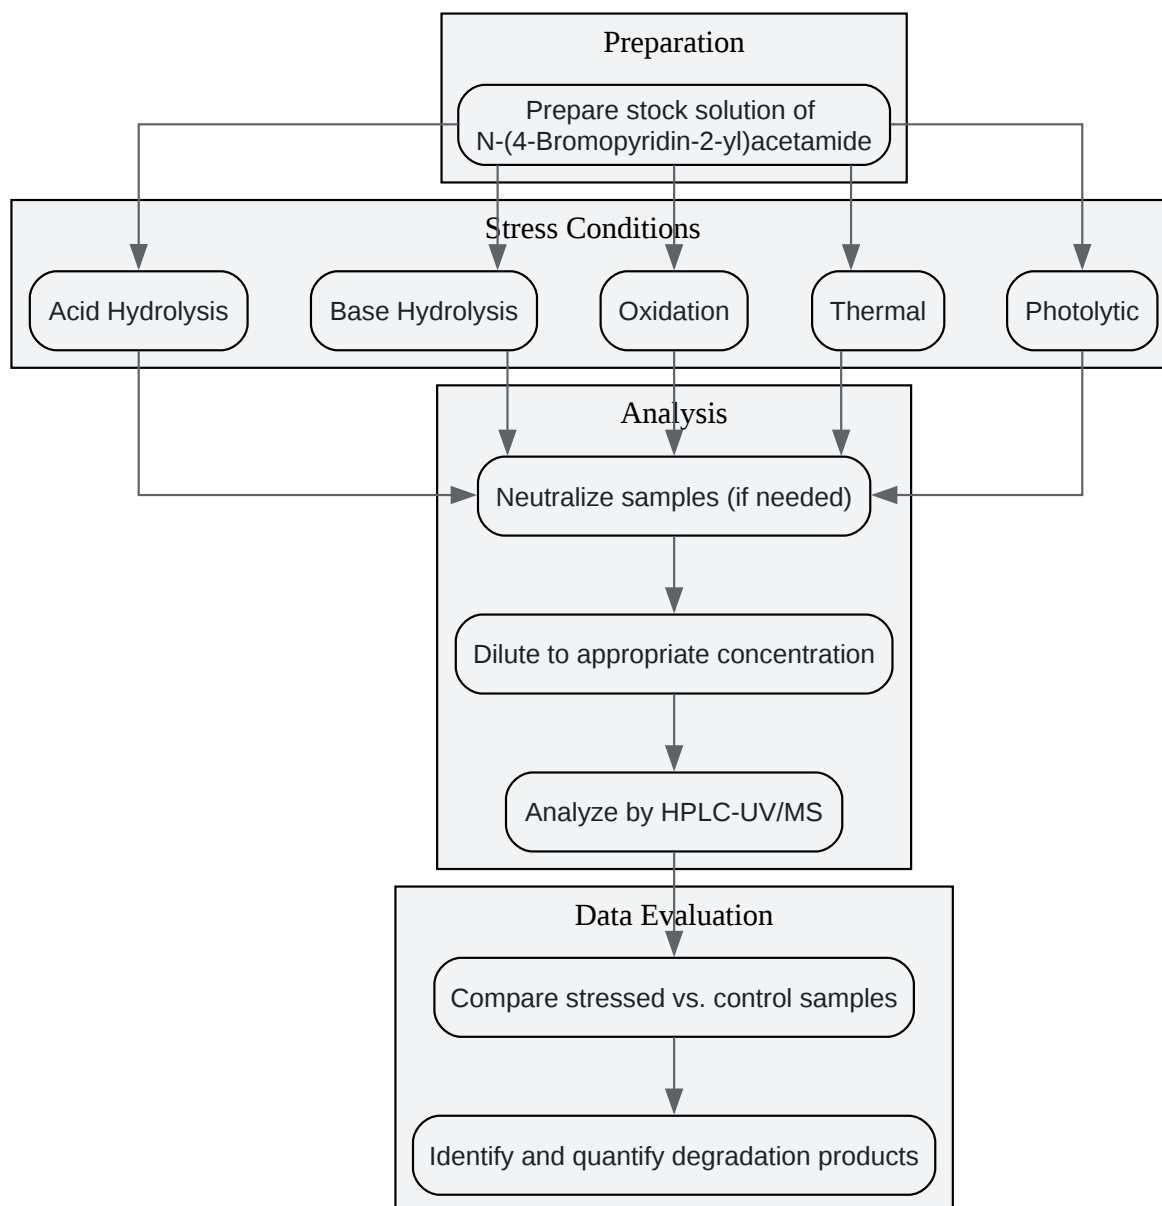 Preparation
Prepare stock solution of
N-(4-Bromopyridin-2-yl)acetamide
Stress Conditions
Acid Hydrolysis
Base Hydrolysis
Oxidation
Thermal
Photolytic
Analysis
Neutralize samples (if needed)
Dilute to appropriate concentration
Analyze by HPLC-UV/MS
Data Evaluation
Compare stressed vs. control samples
Identify and quantify degradation products